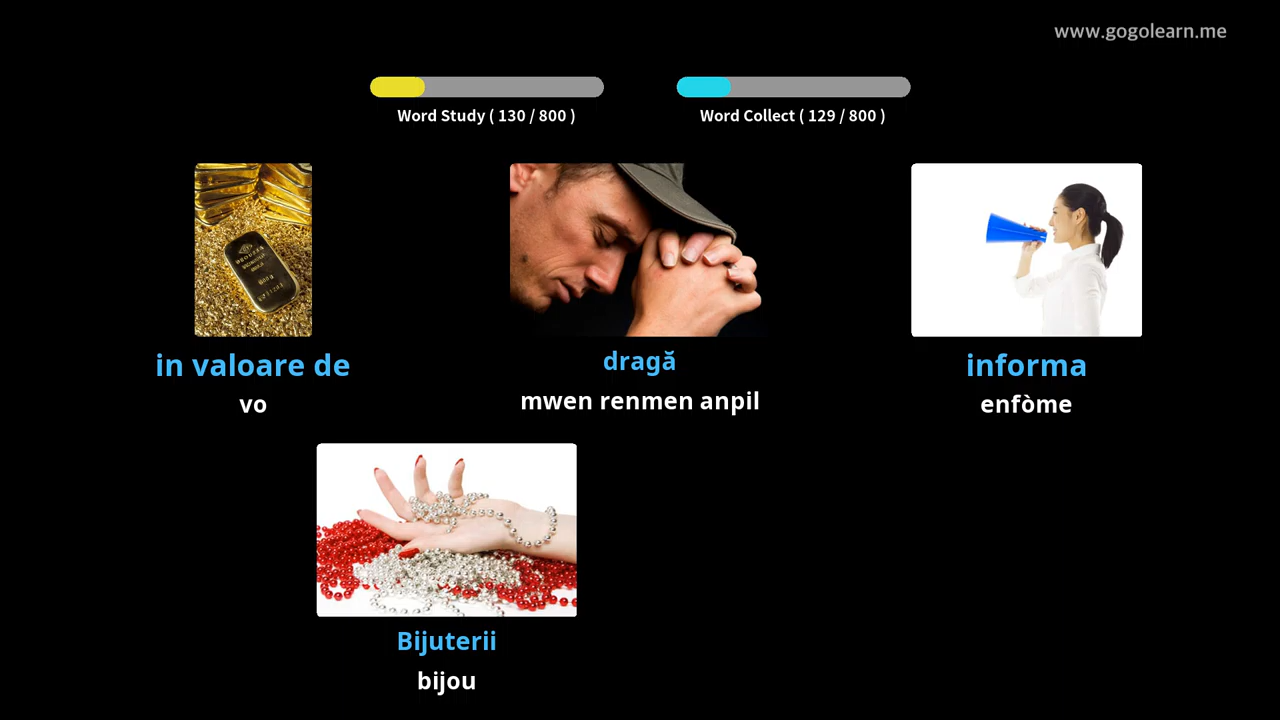 www.gogolearn.me
Word Study ( 130 / 800 )
Word Collect ( 129 / 800 )
in valoare de
vo
dragă
mwen renmen anpil
informa
enfòme
Bijuterii
bijou